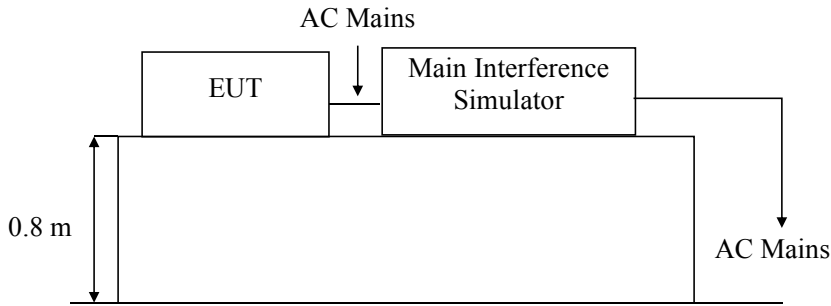 AC Mains
EUT
Main Interference
Simulator
0.8 m
AC Mains